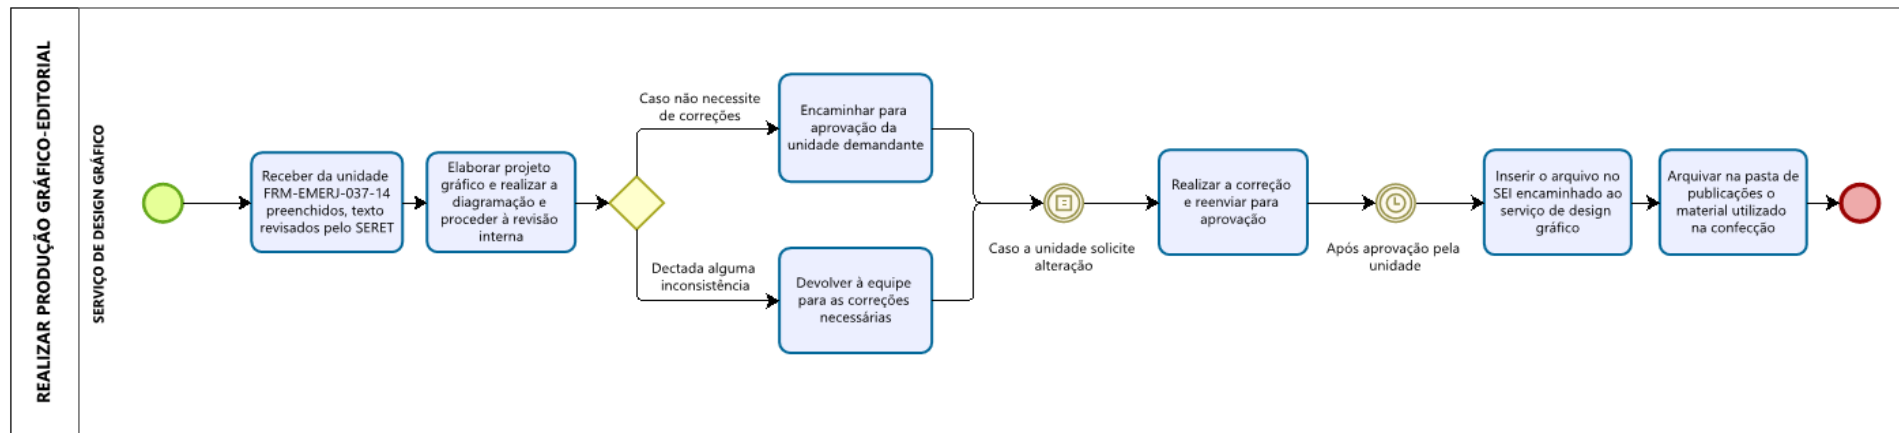 REALIZAR PRODUÇÃO GRÁFICO-EDITORIAL
SERVIÇO DE DESIGN GRÁFICO
Receber da unidade
FRM-EMERJ-037-14
preenchidos, texto
revisados pelo SERET
Elaborar projeto
gráfico e realizar a
diagramação e
proceder à revisão
interna
Caso não necessite
de correções
Encaminhar para
aprovação da
unidade demandante
Dectada alguma
inconsistência
Devolver à equipe
para as correções
necessárias
Caso a unidade solicite
alteração
Realizar a correção
e reenviar para
aprovação
Após aprovação pela
unidade
Inserir o arquivo no
SEI encaminhado ao
serviço de design
gráfico
Arquivar na pasta de
publicações o
material utilizado
na confecção